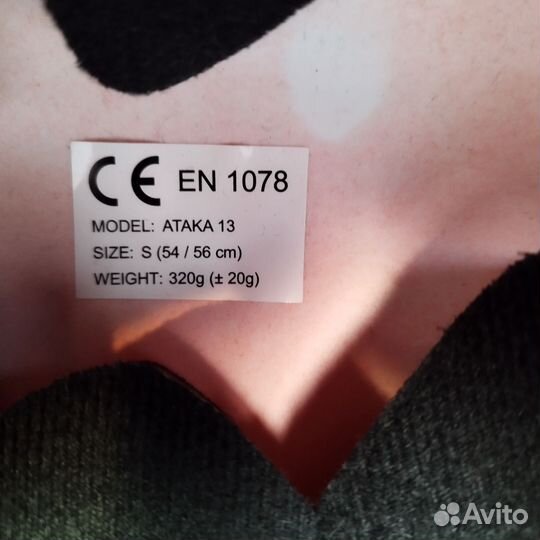 CE EN 1078
MODEL: ATAKA 13
SIZE: S (54 / 56 cm)
WEIGHT: 320g (± 20g)
Avito